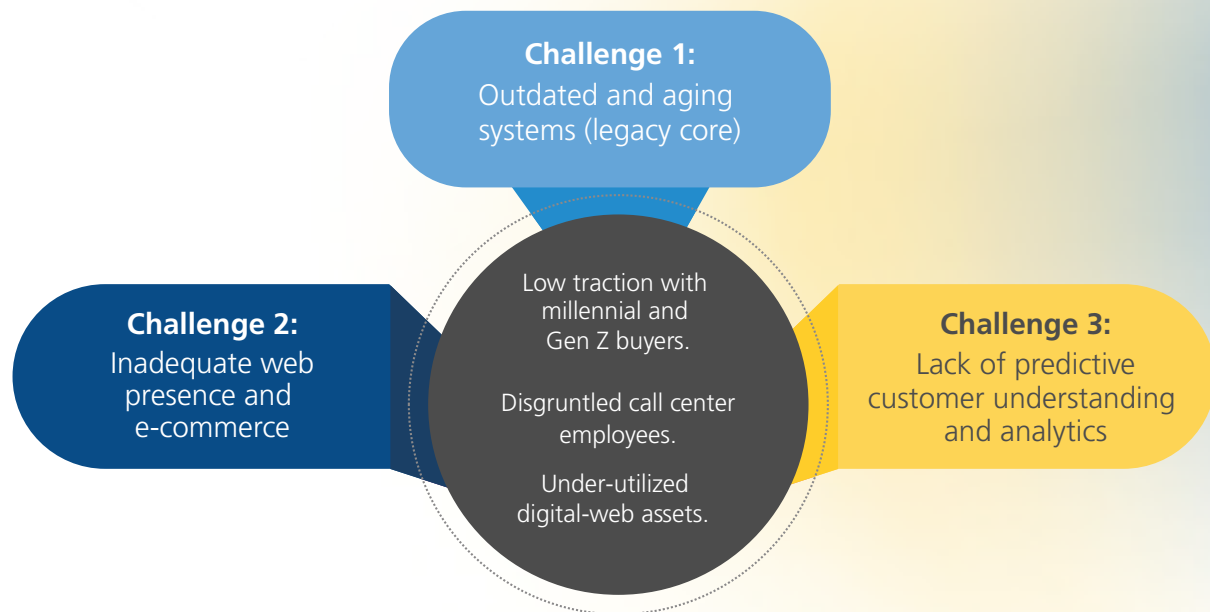 Challenge 1:
Outdated and aging
systems (legacy core)
Challenge 2:
Inadequate web
presence and
e-commerce
Low traction with
millennial and
Gen Z buyers.
Disgruntled call center
employees.
Under-utilized
digital-web assets.
Challenge 3:
Lack of predictive
customer understanding
and analytics